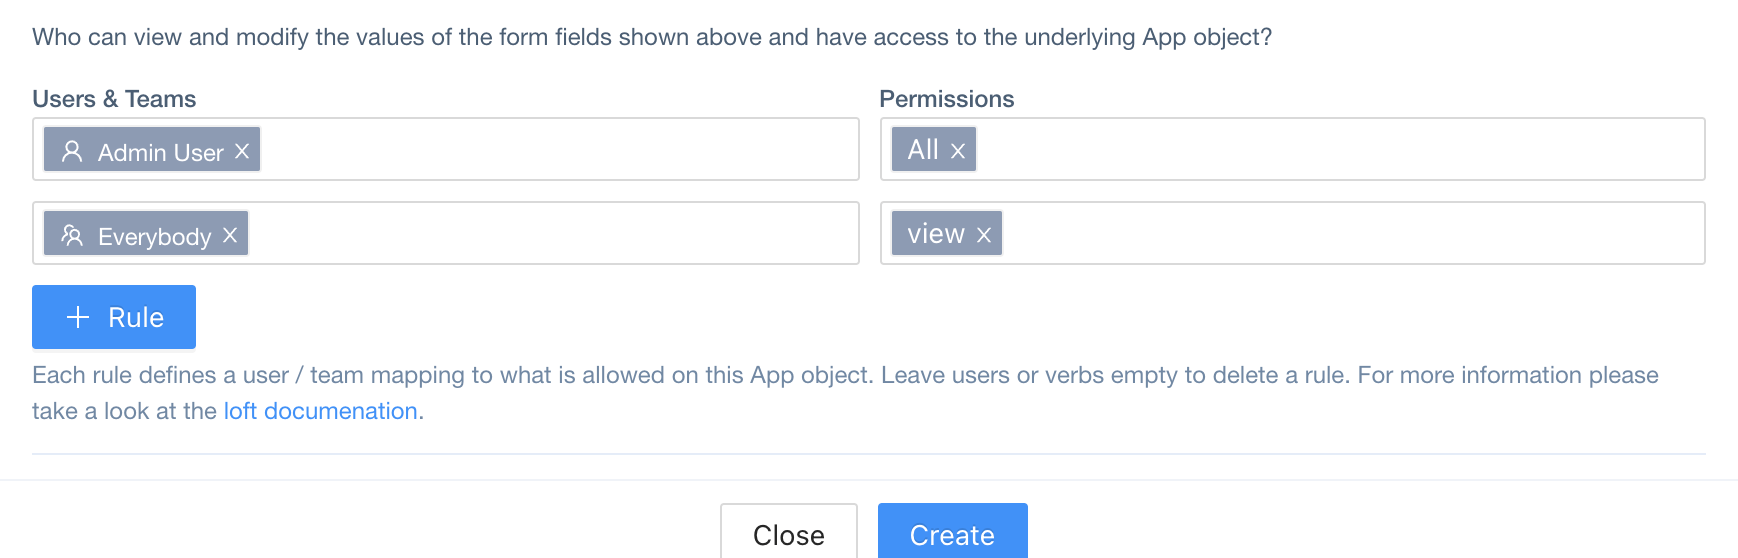 Who can view and modify the values of the form fields shown above and have access to the underlying App object?
Users & Teams
Permissions
Admin User X
All X
Everybody X
view X
+ Rule
Each rule defines a user / team mapping to what is allowed on this App object. Leave users or verbs empty to delete a rule. For more information please
take a look at the loft documenation.
Close
Create